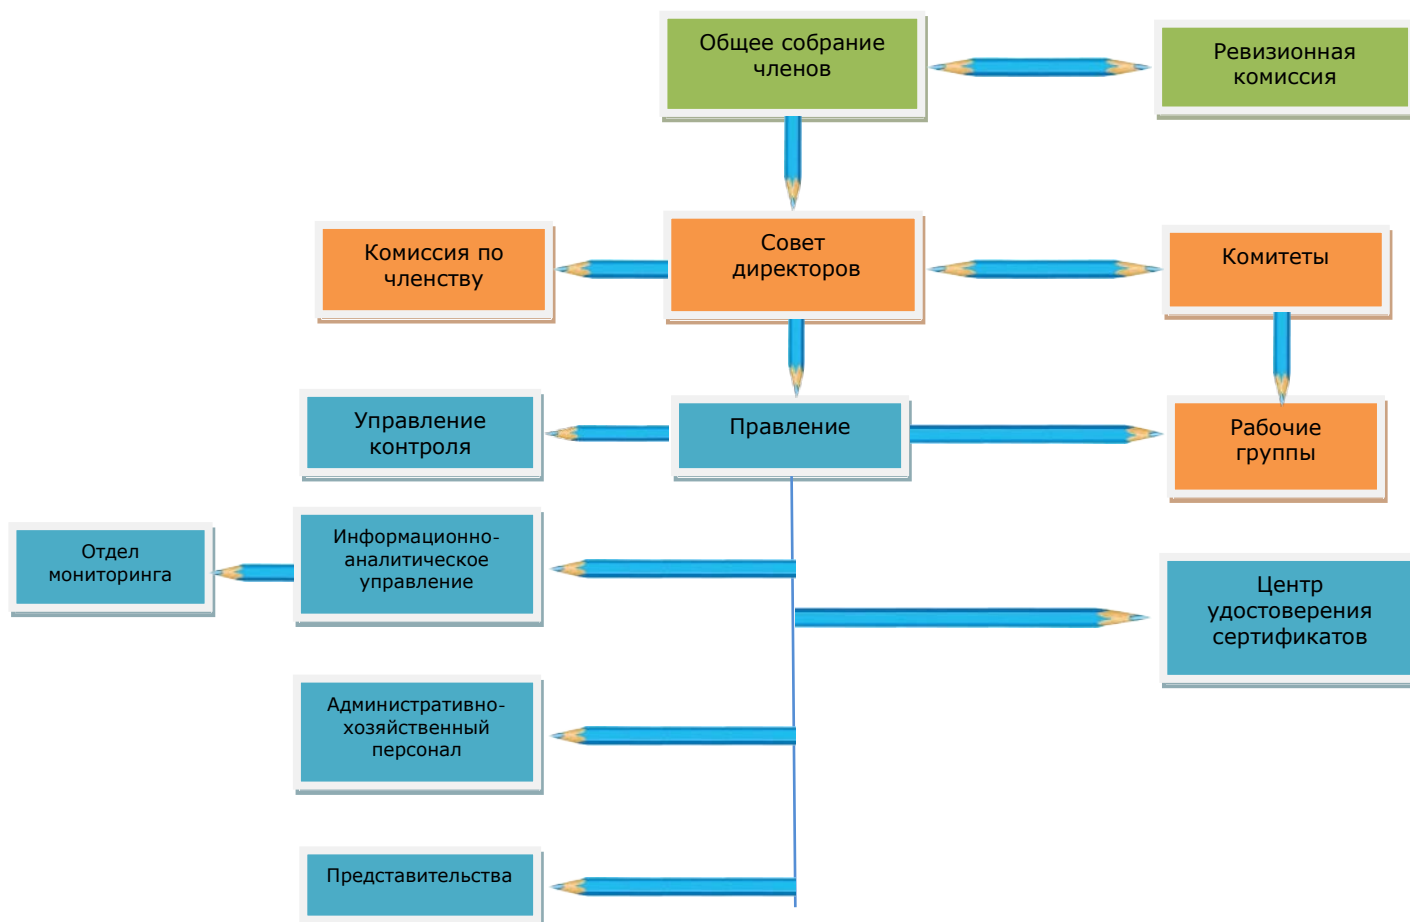 Общее собрание
членов
Ревизионная
комиссия
Комиссия по
членству
Совет
директоров
Комитеты
Управление
контроля
Правление
Рабочие
группы
Отдел
мониторинга
Информационно-
аналитическое
управление
Центр
удостоверения
сертификатов
Административно-
хозяйственный
персонал
Представительства